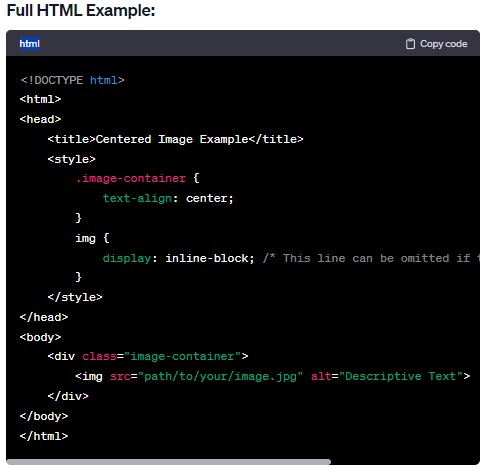 Full HTML Example:
html Copy code
<!DOCTYPE html>
<html>
<head>
    <title>Centered Image Example</title>
    <style>
        .image-container {
            text-align: center;
        }
        img {
            display: inline-block; /* This line can be omitted if
        }
    </style>
</head>
<body>
    <div class="image-container">
        <img src="path/to/your/image.jpg" alt="Descriptive Text">
    </div>
</body>
</html>